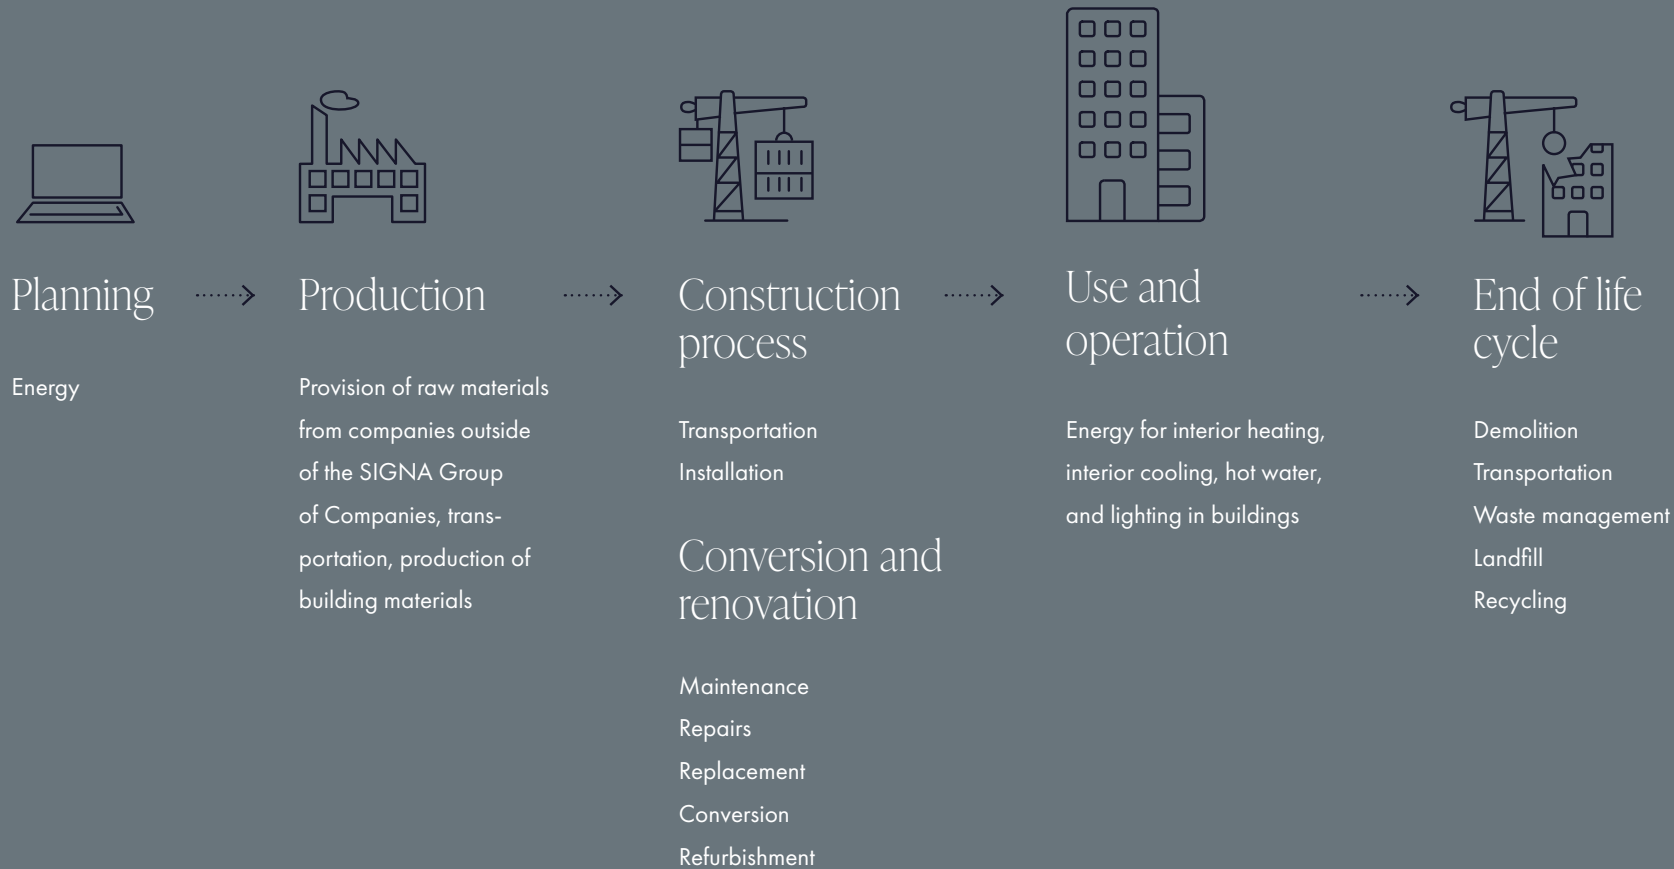 Planning
Energy
Production
Provision of raw materials
from companies outside
of the SIGNA Group
of Companies, trans-
portation, production of
building materials
Construction
process
Transportation
Installation
Conversion and
renovation
Maintenance
Repairs
Replacement
Conversion
Refurbishment
Use and
operation
Energy for interior heating,
interior cooling, hot water,
and lighting in buildings
End of life
cycle
Demolition
Transportation
Waste management
Landfill
Recycling